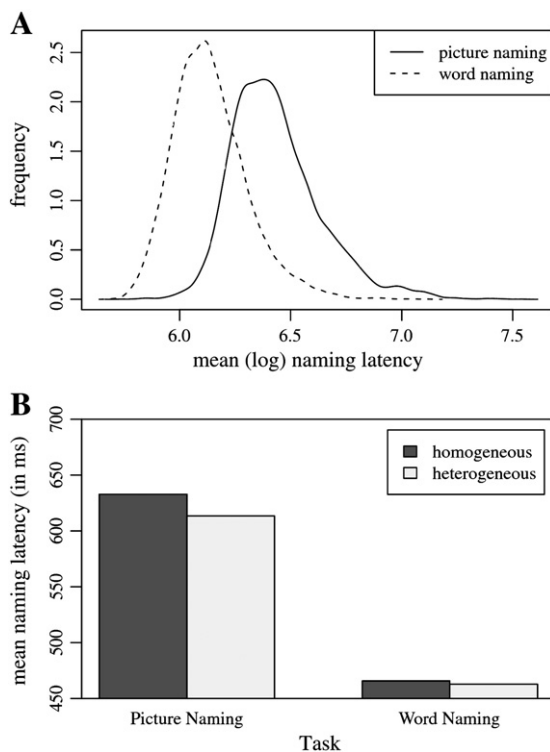 A
picture naming
word naming
frequency
0.0 0.5 1.0 1.5 2.0 2.5
6.0 6.5 7.0 7.5
mean (log) naming latency
B
homogeneous
heterogeneous
mean naming latency (in ms)
450 500 550 600 650 700
Picture Naming Word Naming
Task